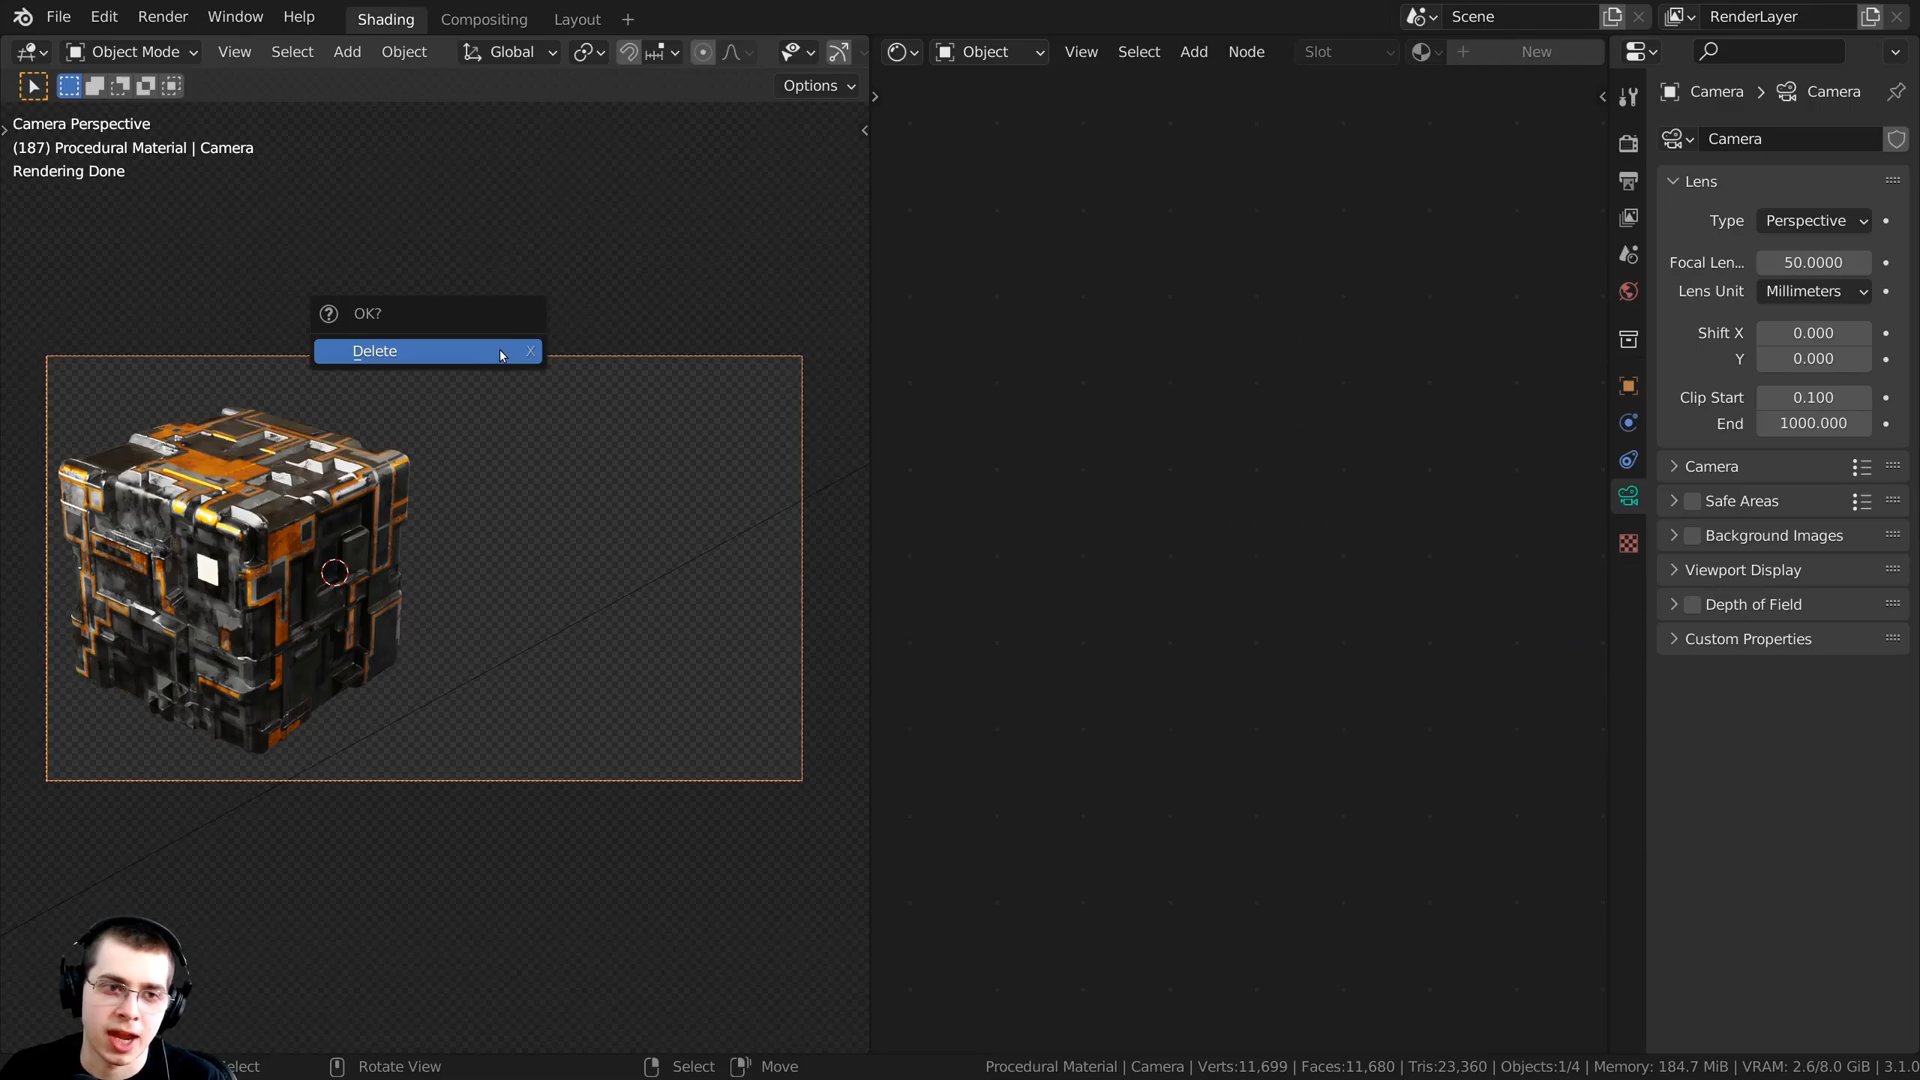 File Edit Render Window Help Shading Compositing Layout + Scene RenderLayer
Object Mode View Select Add Object Global Object View Select Add Node Slot New
Options
Camera Perspective
(187) Procedural Material | Camera
Rendering Done
OK?
Delete X
Camera > Camera
Camera
Lens
Type Perspective
Focal Len... 50.0000
Lens Unit Millimeters
Shift X 0.000
Y 0.000
Clip Start 0.100
End 1000.000
Camera
Safe Areas
Background Images
Viewport Display
Depth of Field
Custom Properties
elect Rotate View Select Move Procedural Material | Camera | Verts:11,699 | Faces:11,680 | Tris:23,360 | Objects:1/4 | Memory: 184.7 MiB | VRAM: 2.6/8.0 GiB | 3.1.0